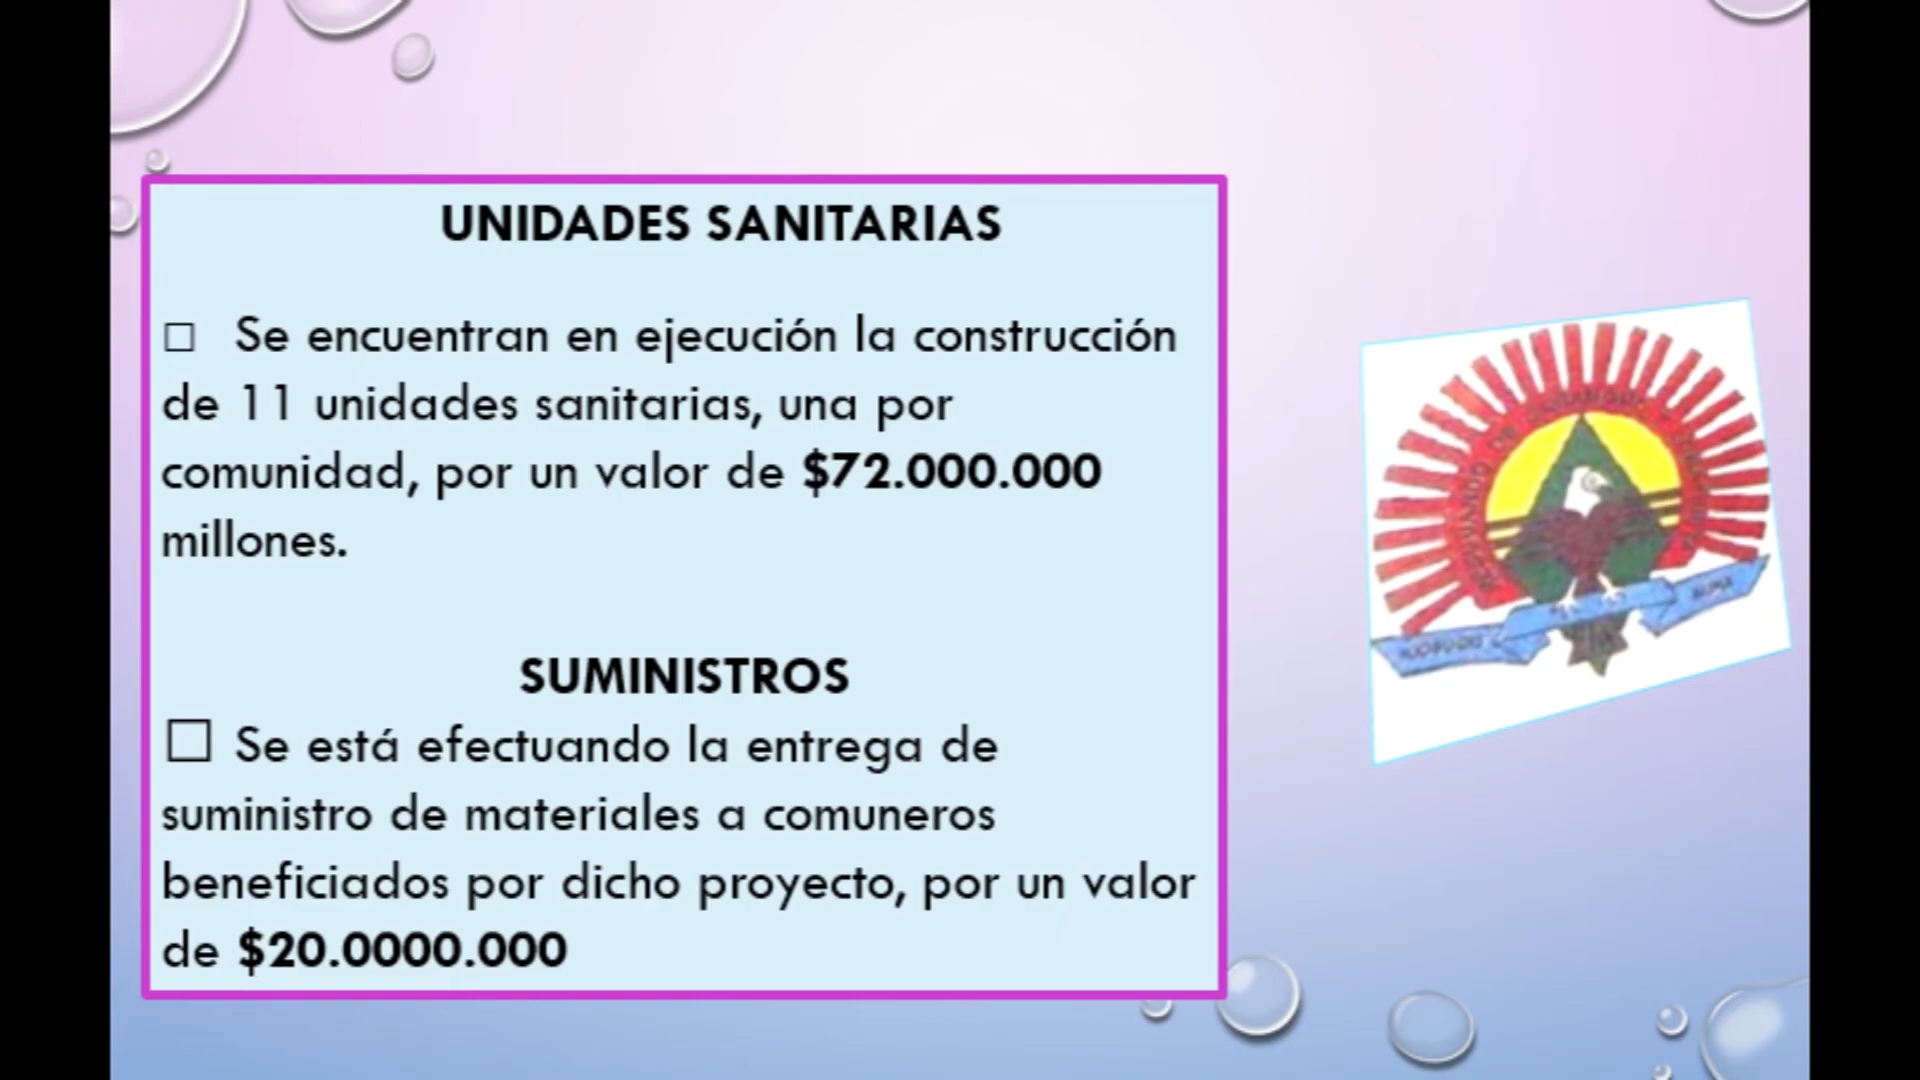 UNIDADES SANITARIAS
□ Se encuentran en ejecución la construcción
de 11 unidades sanitarias, una por
comunidad, por un valor de $72.000.000
millones.
SUMINISTROS
□ Se está efectuando la entrega de
suministro de materiales a comuneros
beneficiados por dicho proyecto, por un valor
de $20.0000.000